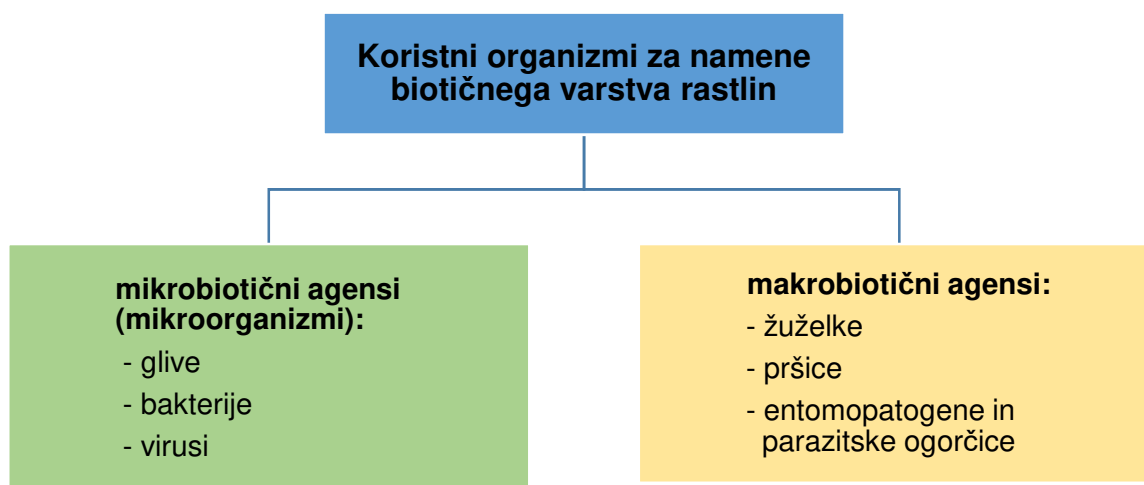 Koristni organizmi za namene
biotičnega varstva rastlin
mikrobiotični agensi
(mikroorganizmi):
- glive
- bakterije
- virusi
makrobiotični agensi:
- žuželke
- pršice
- entomopatogene in
parazitske ogorčice